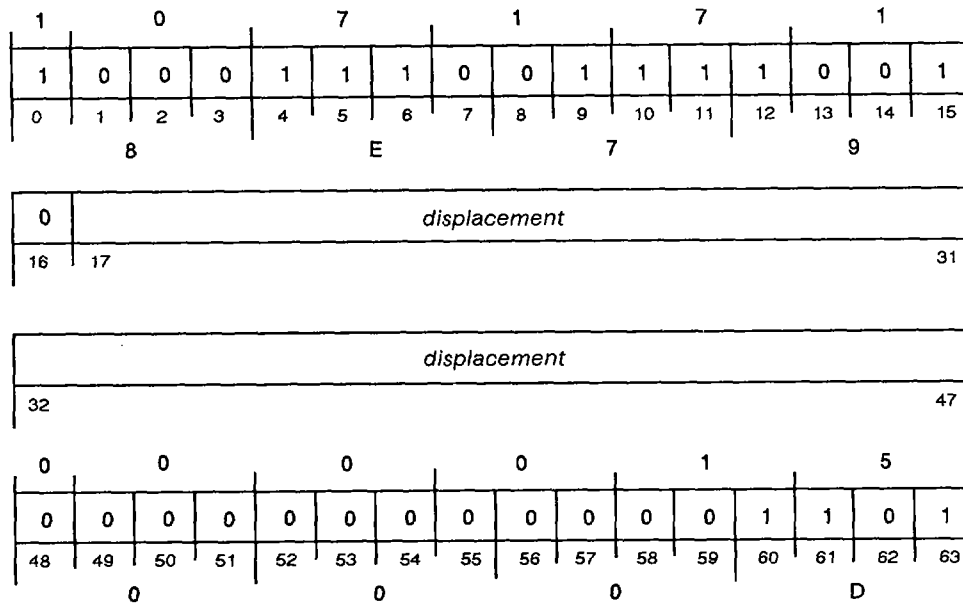 1 0 7 1 7 1
1 0 0 0 1 1 1 0 0 1 1 1 1 0 0 1
0 1 2 3 4 5 6 7 8 9 10 11 12 13 14 15
8 E 7 9
0 displacement
16 17 31
displacement
32 47
0 0 0 0 1 5
0 0 0 0 0 0 0 0 0 0 0 0 1 1 0 1
48 49 50 51 52 53 54 55 56 57 58 59 60 61 62 63
0 0 0 D